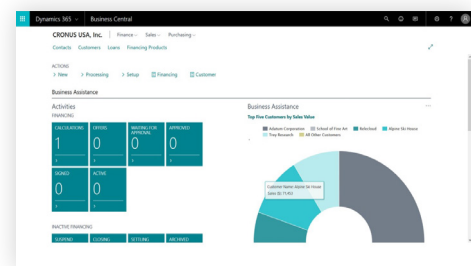 Dynamics 365
Business Central
CRONUS USA, Inc.
Finance
Sales
Purchasing
Contacts Customers Loans Financing Products
ACTIONS
> New > Processing > Setup Financing Customer
Business Assistance
Activities
FINANCING
CALCULATIONS OFFERS WAITING FOR APPROVAL APPROVED
1 0 0 0
SIGNED ACTIVE
0 0
INACTIVE FINANCING
SUSPEND CLOSING SETTLING ARCHIVED
Business Assistance
Top Five Customers by Sales Value
Adatum Corporation School of Fine Art Relecloud Alpine Ski House
Trey Research All Other Customers
Customer Name: Alpine Ski House